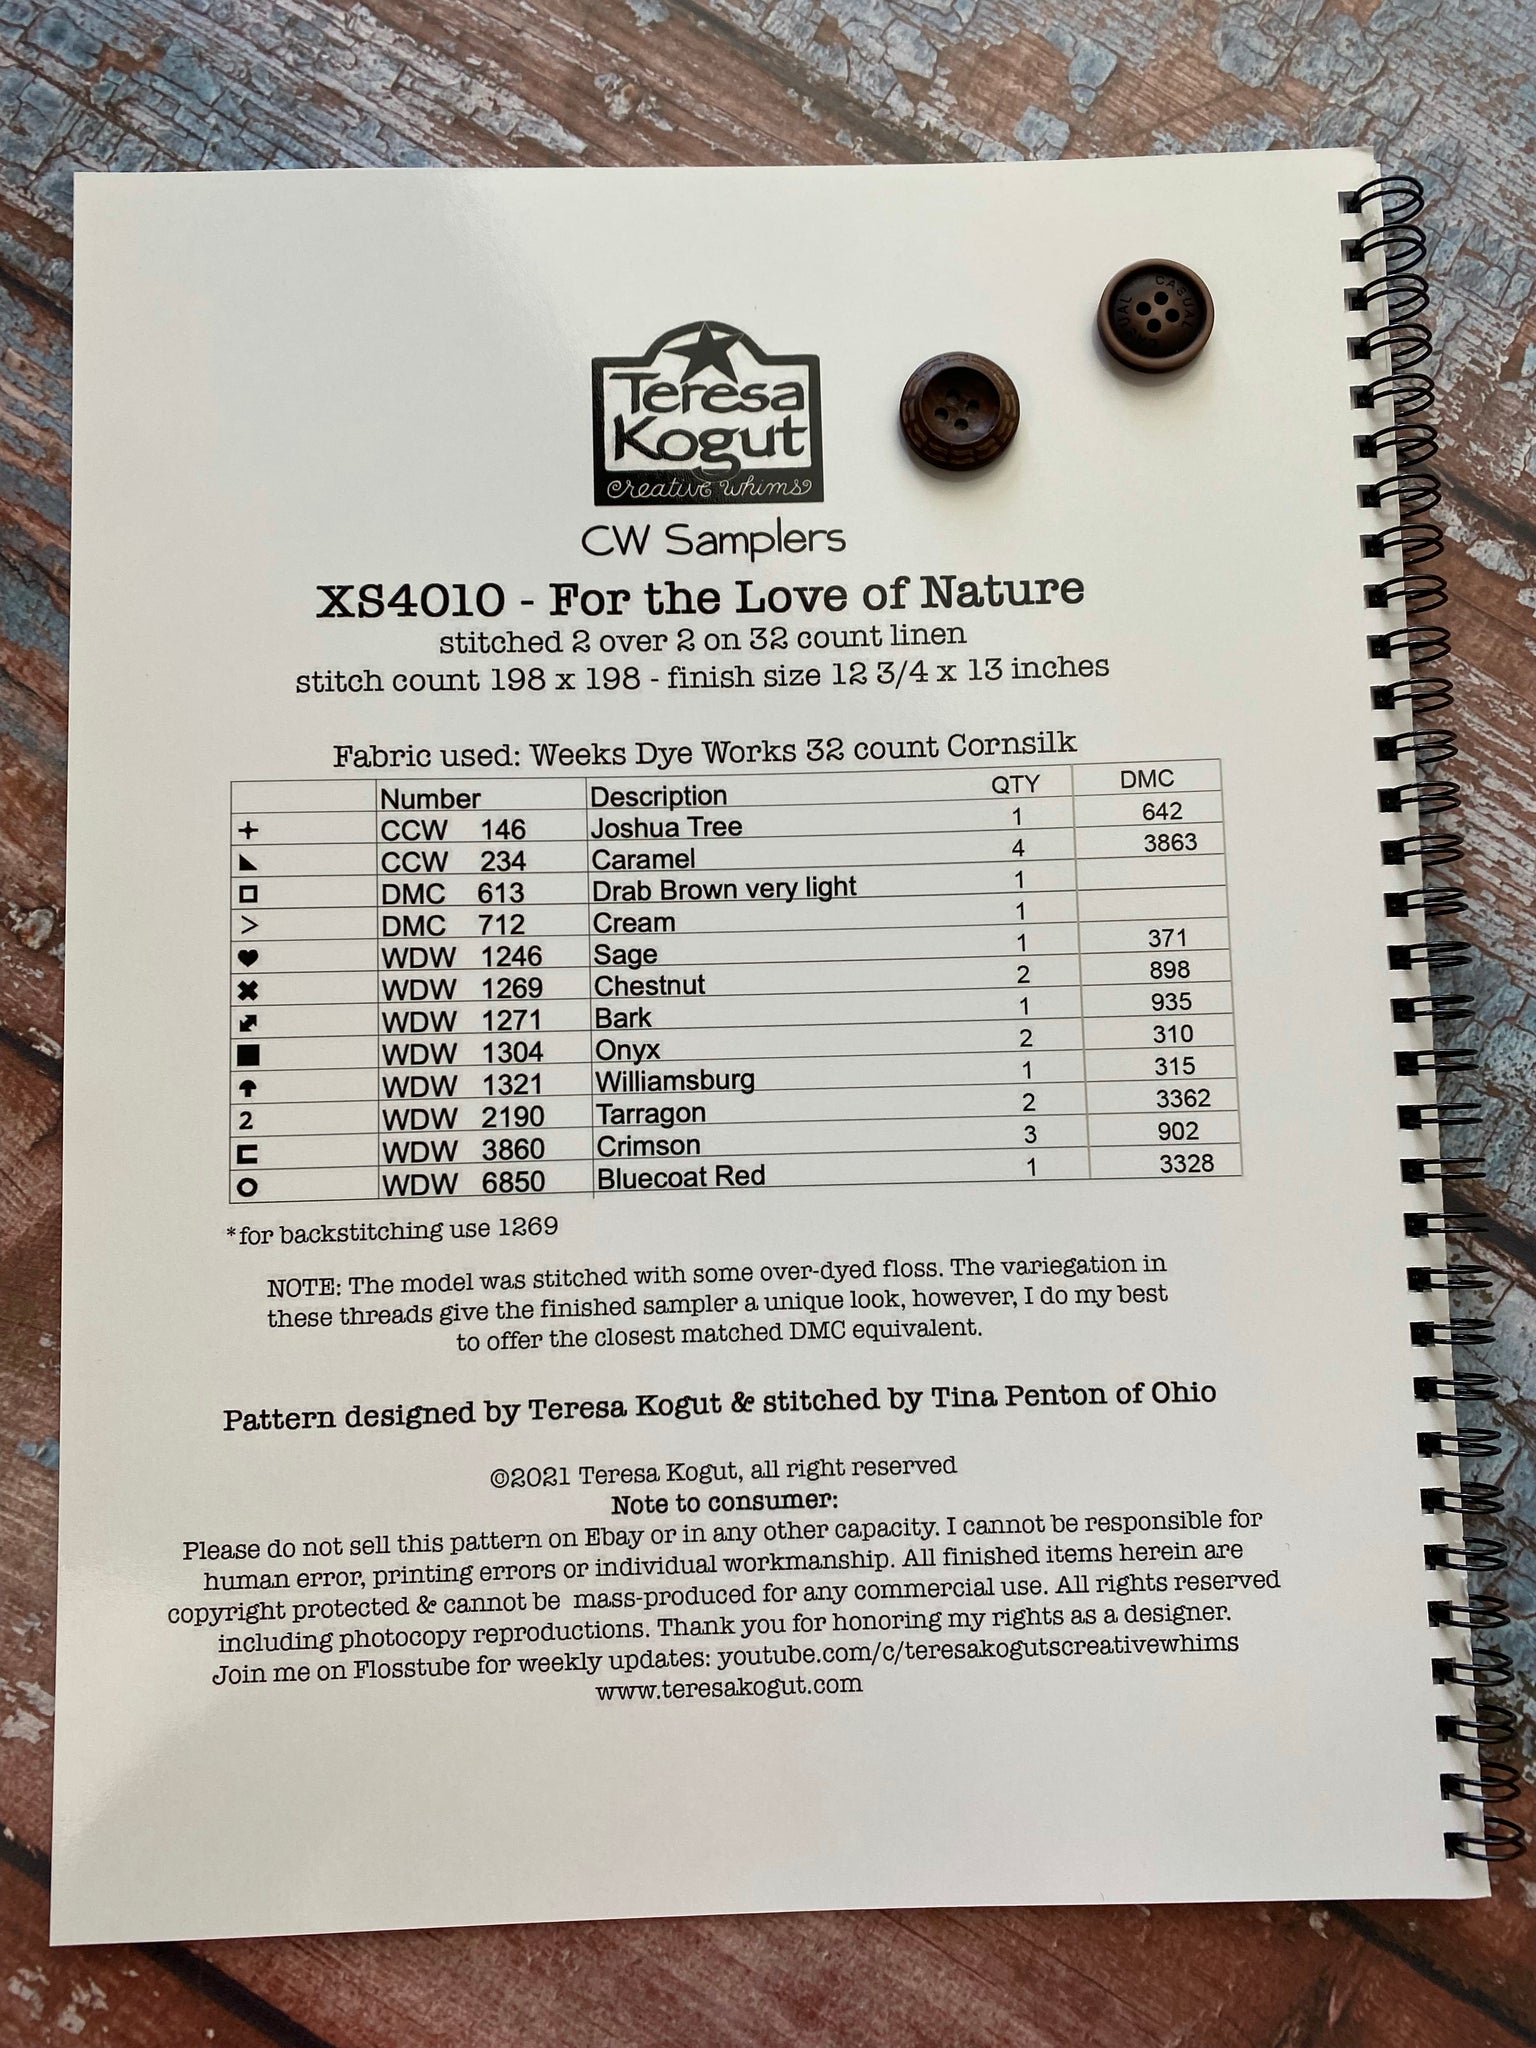 CASUAL CASUAL
Teresa
Kogut
creative whims
CW Samplers
XS4010 - For the Love of Nature
stitched 2 over 2 on 32 count linen
stitch count 198 x 198 - finish size 12 3/4 x 13 inches
Fabric used: Weeks Dye Works 32 count Cornsilk
Number Description QTY DMC
+ CCW 146 Joshua Tree 1 642
◣ CCW 234 Caramel 4 3863
□ DMC 613 Drab Brown very light 1
> DMC 712 Cream 1
♥ WDW 1246 Sage 1 371
✖ WDW 1269 Chestnut 2 898
WDW 1271 Bark 1 935
■ WDW 1304 Onyx 2 310
WDW 1321 Williamsburg 1 315
2 WDW 2190 Tarragon 2 3362
⊏ WDW 3860 Crimson 3 902
O WDW 6850 Bluecoat Red 1 3328
*for backstitching use 1269
NOTE: The model was stitched with some over-dyed floss. The variegation in
these threads give the finished sampler a unique look, however, I do my best
to offer the closest matched DMC equivalent.
Pattern designed by Teresa Kogut & stitched by Tina Penton of Ohio
©2021 Teresa Kogut, all right reserved
Note to consumer:
Please do not sell this pattern on Ebay or in any other capacity. I cannot be responsible for
human error, printing errors or individual workmanship. All finished items herein are
copyright protected & cannot be mass-produced for any commercial use. All rights reserved
including photocopy reproductions. Thank you for honoring my rights as a designer.
Join me on Flosstube for weekly updates: youtube.com/c/teresakogutscreativewhims
www.teresakogut.com